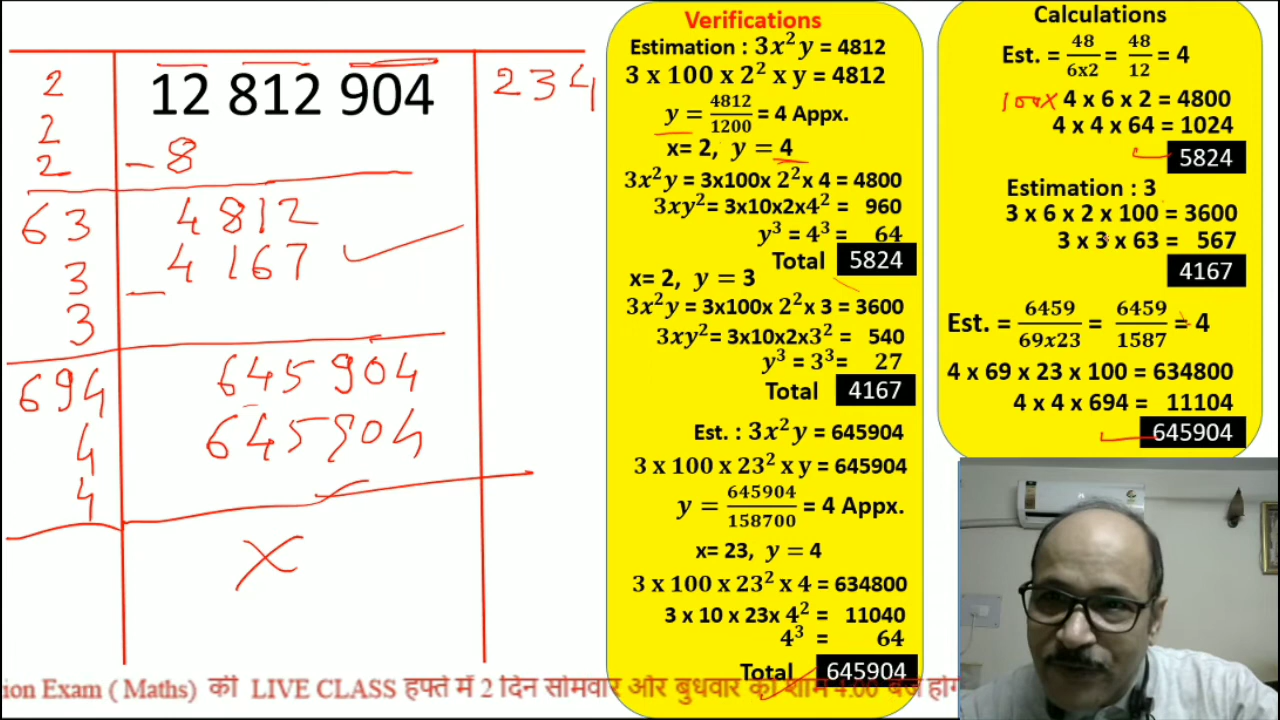 2
2
2
12 812 904
234
- 8
63
3
3
4812
- 4167
694
4
4
645904
645904
x
Verifications
Estimation : 3x²y = 4812
3 x 100 x 2² x y = 4812
y = 4812/1200 = 4 Appx.
x= 2, y = 4
3x²y = 3x100x 2²x 4 = 4800
3xy²= 3x10x2x4² = 960
y³ = 4³ = 64
Total 5824
x= 2, y = 3
3x²y = 3x100x 2²x 3 = 3600
3xy²= 3x10x2x3² = 540
y³ = 3³= 27
Total 4167
Est. : 3x²y = 645904
3 x 100 x 23² x y = 645904
y = 645904/158700 = 4 Appx.
x= 23, y = 4
3 x 100 x 23² x 4 = 634800
3 x 10 x 23x 4² = 11040
4³ = 64
Total 645904
Calculations
Est. = 48/6x2 = 48/12 = 4
100x 4 x 6 x 2 = 4800
4 x 4 x 64 = 1024
5824
Estimation : 3
3 x 6 x 2 x 100 = 3600
3 x 3 x 63 = 567
4167
Est. = 6459/69x23 = 6459/1587 = 4
4 x 69 x 23 x 100 = 634800
4 x 4 x 694 = 11104
645904
ion Exam ( Maths) की LIVE CLASS हफ्ते में 2 दिन सोमवार और बुधवार को शाम 4:00 बजे